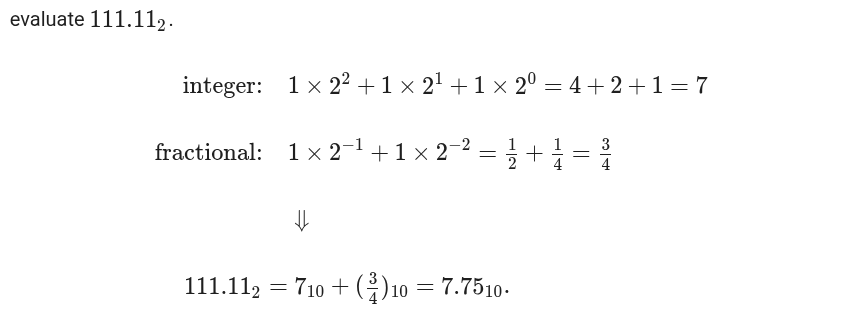 evaluate 111.11₂.
integer: 1 × 2² + 1 × 2¹ + 1 × 2⁰ = 4 + 2 + 1 = 7
fractional: 1 × 2⁻¹ + 1 × 2⁻² = 1/2 + 1/4 = 3/4
⇓
111.11₂ = 7₁₀ + (3/4)₁₀ = 7.75₁₀.